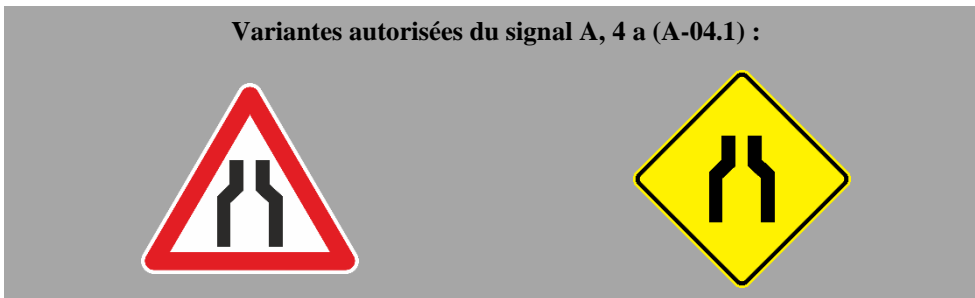 Variantes autorisées du signal A, 4 a (A-04.1) :